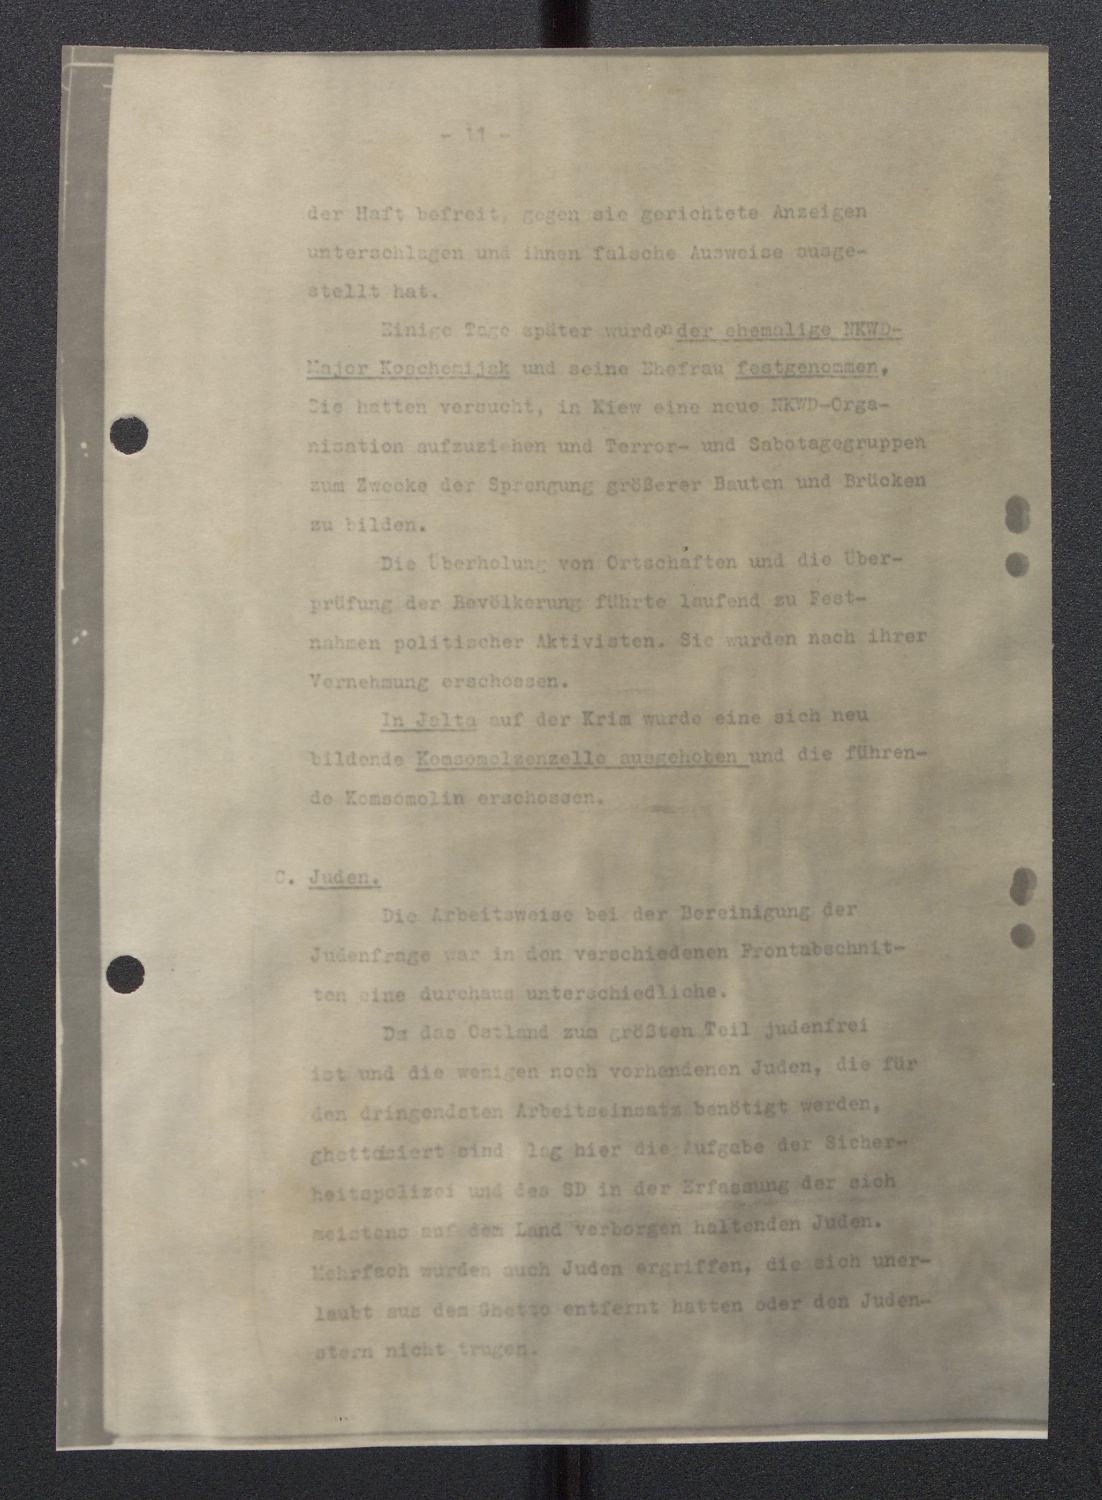 - 11 -
der Haft befreit, gegen sie gerichtete Anzeigen
unterschlagen und ihnen falsche Ausweise ausge-
stellt hat.
Einige Tage später wurden der ehemalige NKWD-
Major Koschemijak und seine Ehefrau festgenommen.
Sie hatten versucht, in Kiew eine neue NKWD-Orga-
nisation aufzuziehen und Terror- und Sabotagegruppen
zum Zwecke der Sprengung größerer Bauten und Brücken
zu bilden.
Die Überholung von Ortschaften und die Über-
prüfung der Bevölkerung führte laufend zu Fest-
nahmen politischer Aktivisten. Sie wurden nach ihrer
Vernehmung erschossen.
In Jalta auf der Krim wurde eine sich neu
bildende Komsomolzenzelle ausgehoben und die führen-
de Komsomolin erschossen.
C. Juden.
Die Arbeitsweise bei der Bereinigung der
Judenfrage war in den verschiedenen Frontabschnit-
ten eine durchaus unterschiedliche.
Da das Ostland zum größten Teil judenfrei
ist und die wenigen noch vorhandenen Juden, die für
den dringendsten Arbeitseinsatz benötigt werden,
ghettoisiert sind lag hier die Aufgabe der Sicher-
heitspolizei und des SD in der Erfassung der sich
meistens auf dem Land verborgen haltenden Juden.
Mehrfach wurden auch Juden ergriffen, die sich uner-
laubt aus dem Ghetto entfernt hatten oder den Juden-
stern nicht trugen.